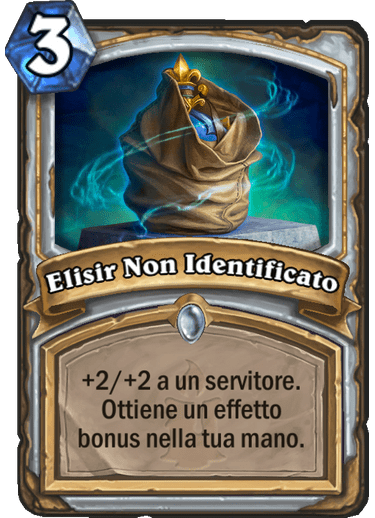 3
Elisir Non Identificato
+2/+2 a un servitore.
Ottiene un effetto
bonus nella tua mano.